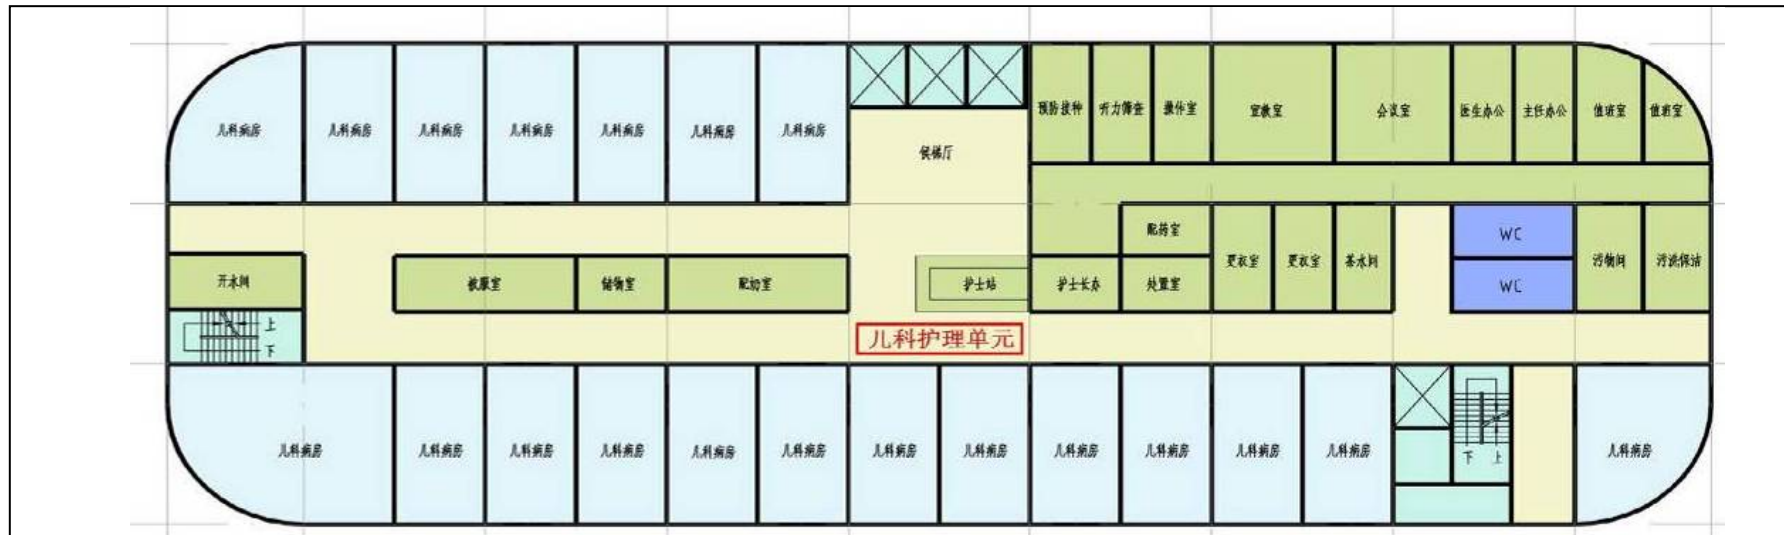 儿科病房
儿科病房
儿科病房
儿科病房
儿科病房
儿科病房
儿科病房
候梯厅
预防接种
听力筛查
操作室
宣教室
会议室
医生办公
主任办公
值班室
值班室
开水间
被服室
储物室
配奶室
护士站
护士长办
配药室
处置室
更衣室
更衣室
茶水间
WC
WC
污物间
污洗保洁
上
下
儿科护理单元
儿科病房
儿科病房
儿科病房
儿科病房
儿科病房
儿科病房
儿科病房
儿科病房
儿科病房
儿科病房
儿科病房
儿科病房
下 上
儿科病房